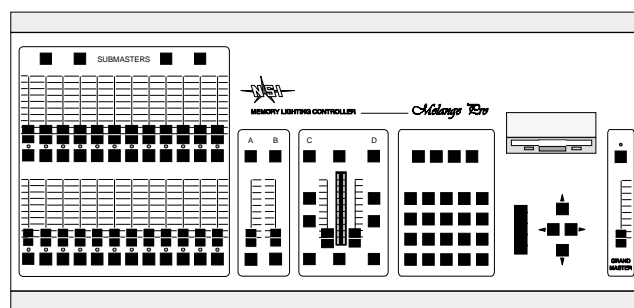 SUBMASTERS
NSI
MEMORY LIGHTING CONTROLLER
Melange Pro
A B C D
GRAND
MASTER